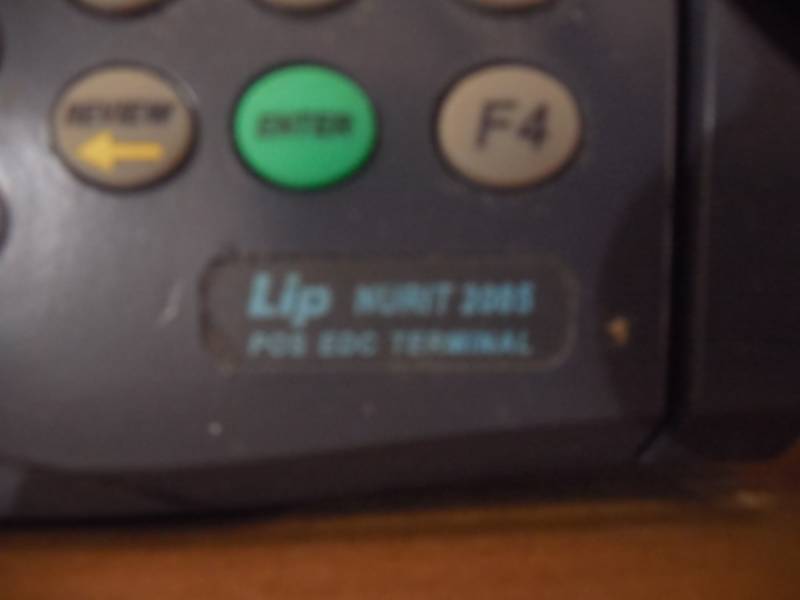 REVIEW
ENTER
F4
Lip NURIT 2085
POS EDC TERMINAL